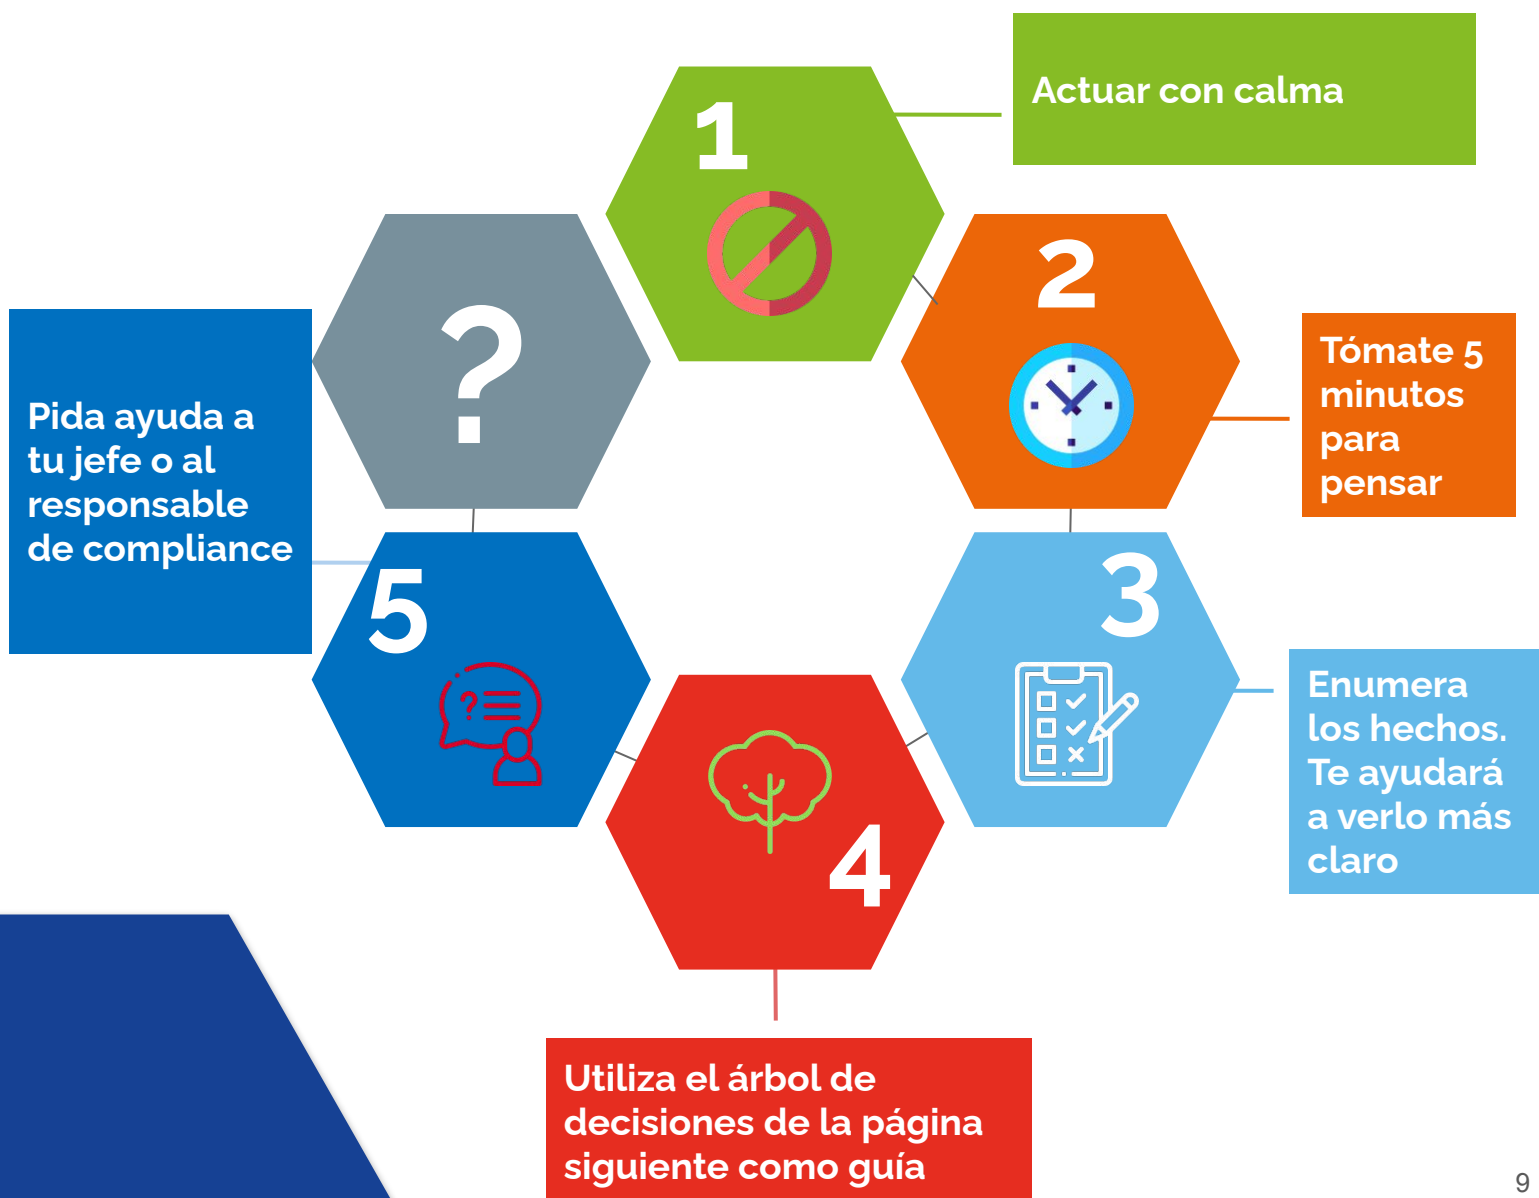 1
Actuar con calma
2
Tómate 5
minutos
para
pensar
3
Enumera
los hechos.
Te ayudará
a verlo más
claro
4
Utiliza el árbol de
decisiones de la página
siguiente como guía
5
Pida ayuda a
tu jefe o al
responsable
de compliance
?
?
9